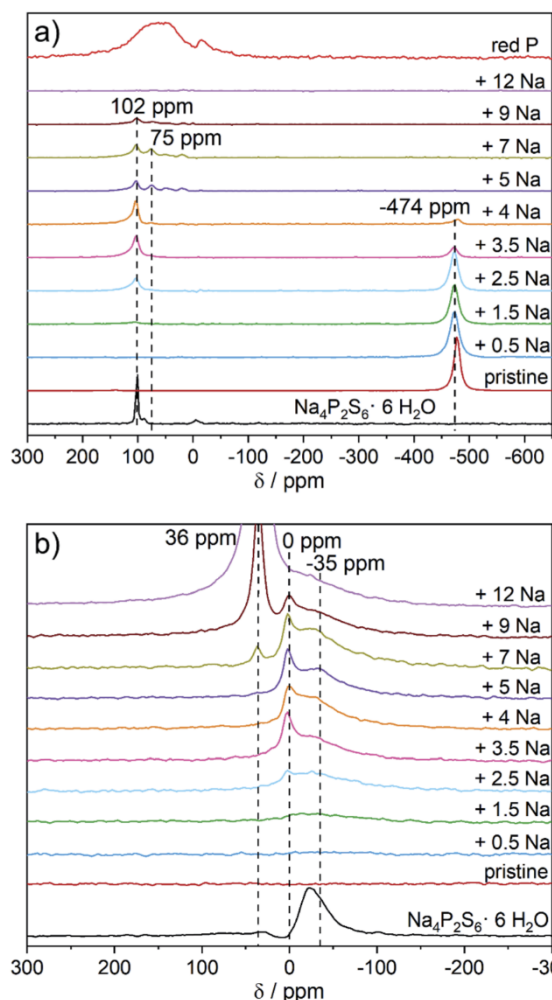 a)
red P
+ 12 Na
102 ppm
+ 9 Na
75 ppm
+ 7 Na
+ 5 Na
-474 ppm
+ 4 Na
+ 3.5 Na
+ 2.5 Na
+ 1.5 Na
+ 0.5 Na
pristine
Na₄P₂S₆· 6 H₂O
300 200 100 0 -100 -200 -300 -400 -500 -600
δ / ppm
b)
36 ppm
0 ppm
-35 ppm
+ 12 Na
+ 9 Na
+ 7 Na
+ 5 Na
+ 4 Na
+ 3.5 Na
+ 2.5 Na
+ 1.5 Na
+ 0.5 Na
pristine
Na₄P₂S₆· 6 H₂O
300 200 100 0 -100 -200 -30
δ / ppm